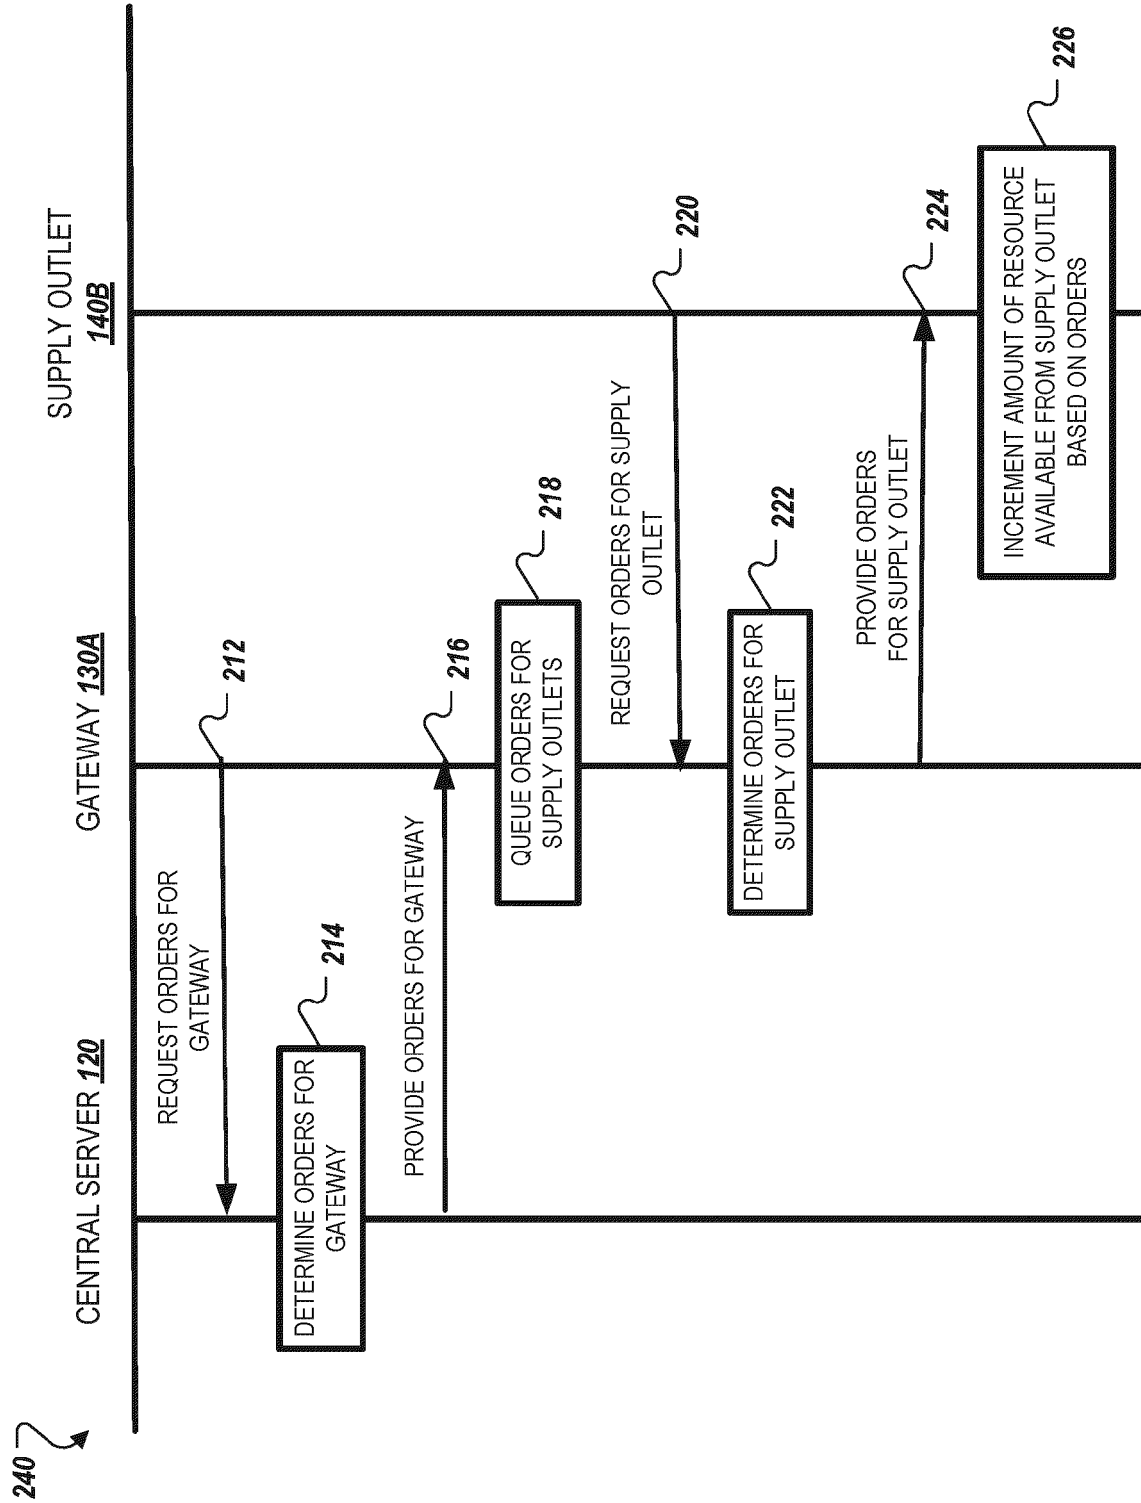 240
CENTRAL SERVER 120
GATEWAY 130A
SUPPLY OUTLET
140B
REQUEST ORDERS FOR
GATEWAY
212
DETERMINE ORDERS FOR
GATEWAY
214
PROVIDE ORDERS FOR GATEWAY
216
QUEUE ORDERS FOR
SUPPLY OUTLETS
218
REQUEST ORDERS FOR SUPPLY
OUTLET
220
DETERMINE ORDERS FOR
SUPPLY OUTLET
222
PROVIDE ORDERS
FOR SUPPLY OUTLET
224
INCREMENT AMOUNT OF RESOURCE
AVAILABLE FROM SUPPLY OUTLET
BASED ON ORDERS
226